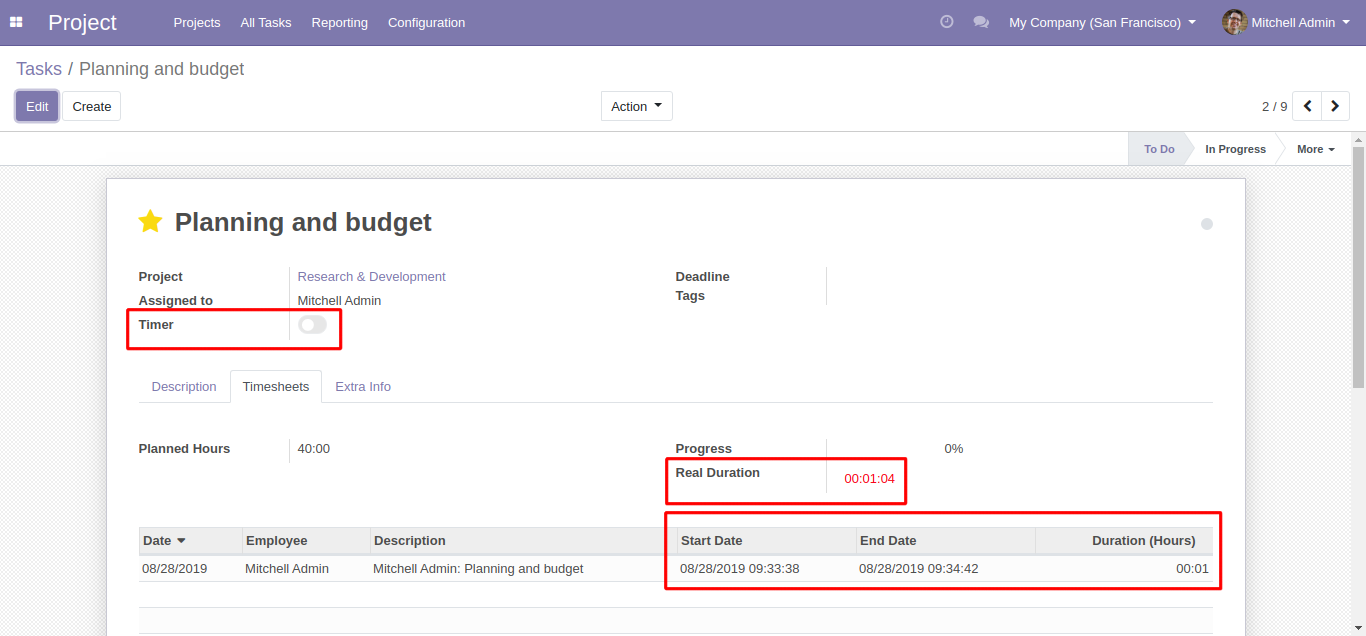 Project Projects All Tasks Reporting Configuration My Company (San Francisco) Mitchell Admin
Tasks / Planning and budget
Edit Create Action 2 / 9
To Do In Progress More
Planning and budget
Project Research & Development Deadline
Assigned to Mitchell Admin Tags
Timer
Description Timesheets Extra Info
Planned Hours 40:00 Progress 0%
Real Duration 00:01:04
Date Employee Description Start Date End Date Duration (Hours)
08/28/2019 Mitchell Admin Mitchell Admin: Planning and budget 08/28/2019 09:33:38 08/28/2019 09:34:42 00:01